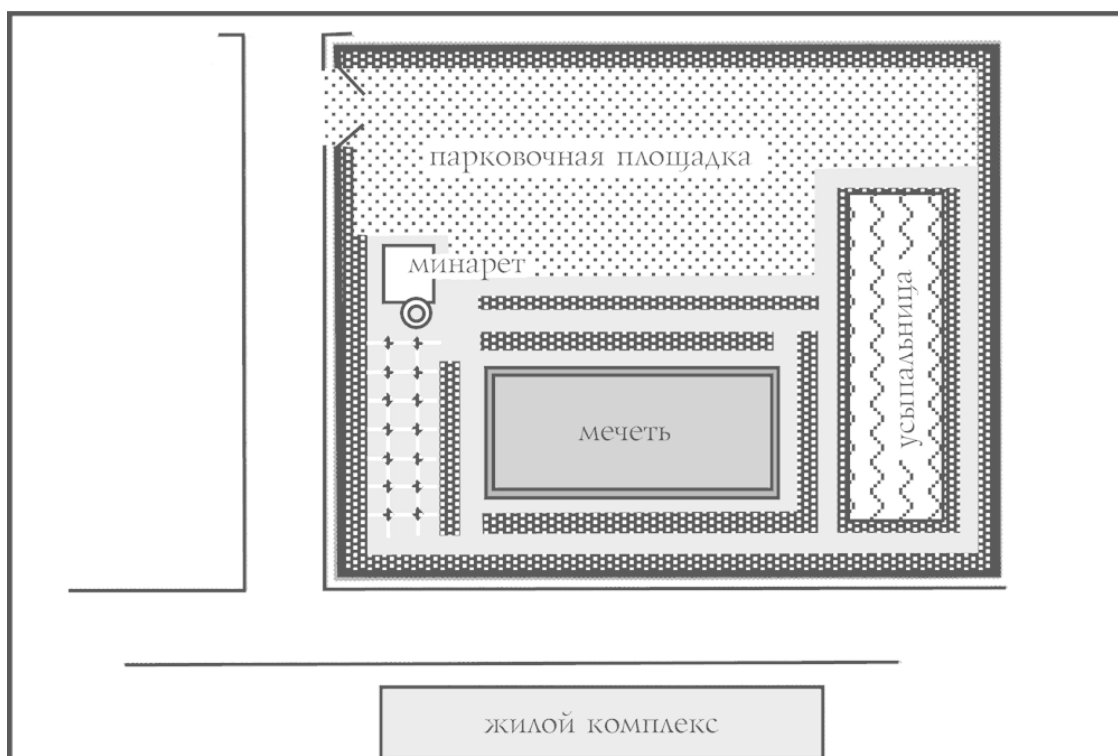 парковочная площадка
минарет
усыпальница
мечеть
жилой комплекс